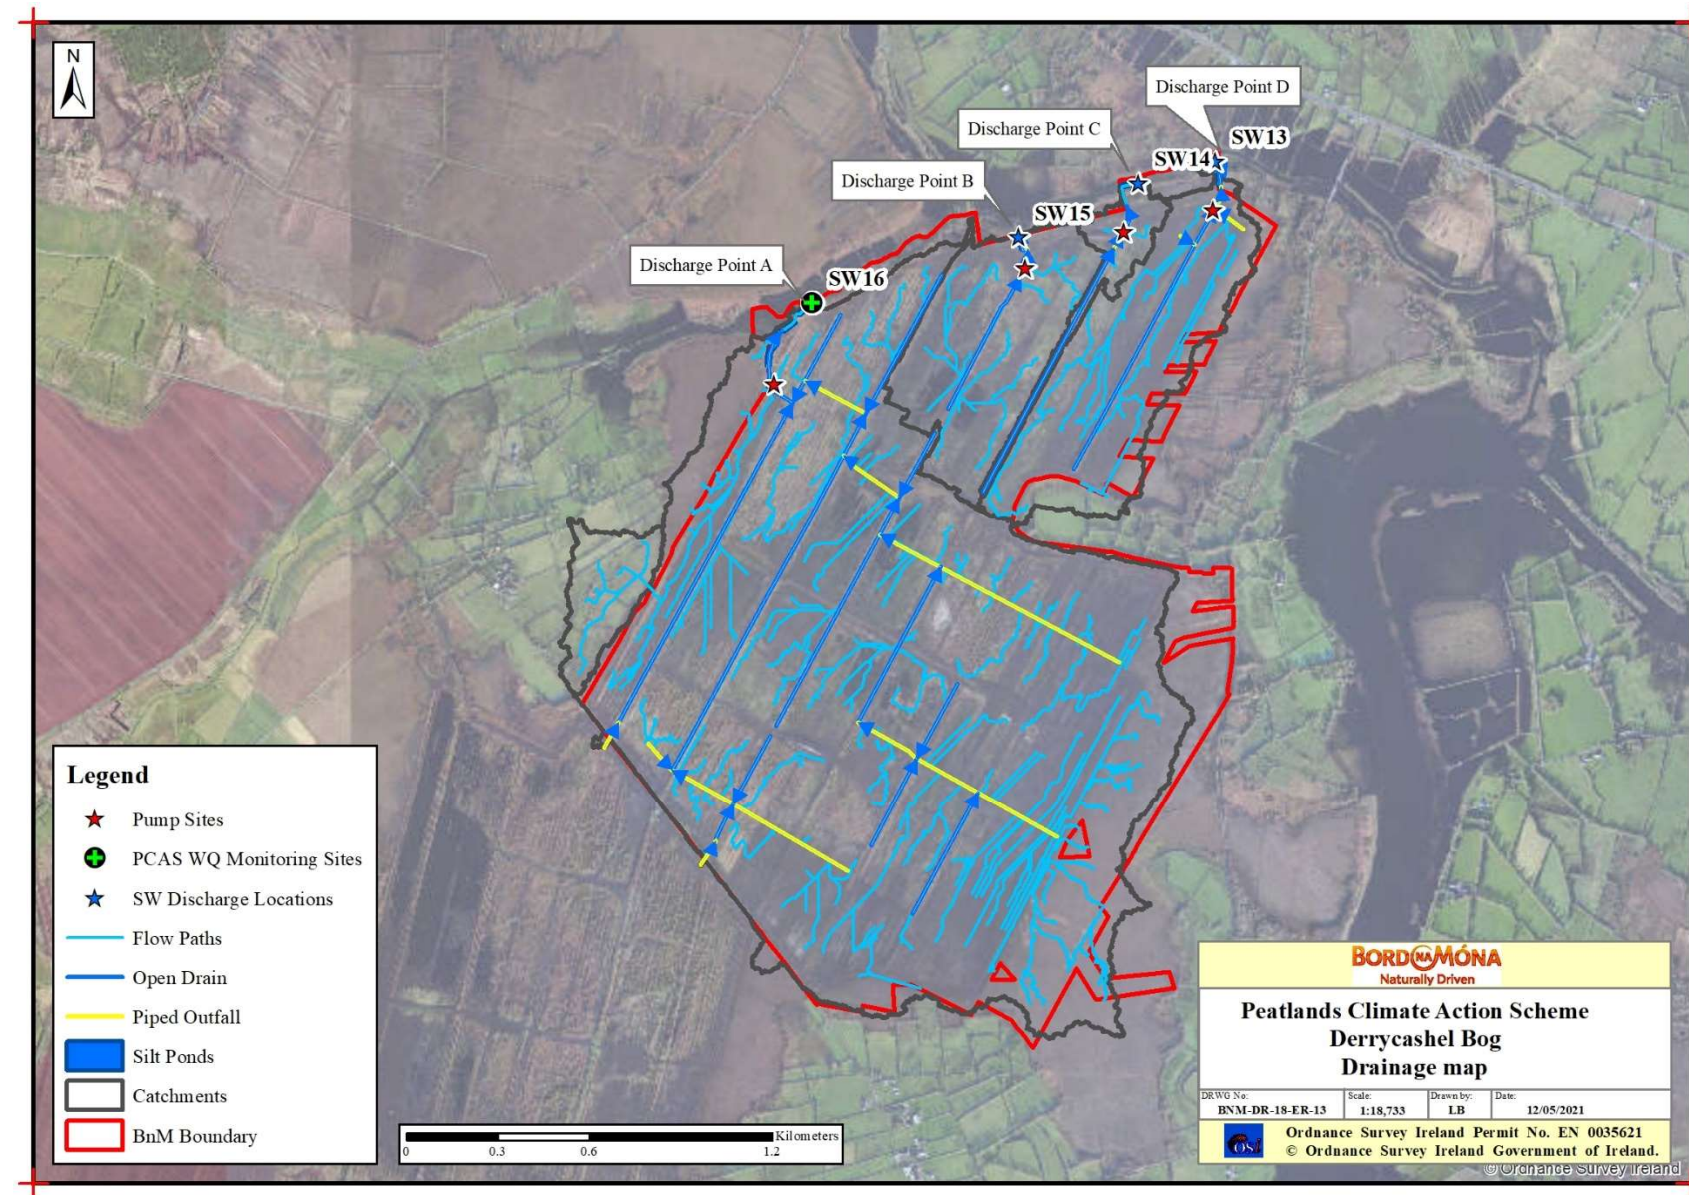 N
Discharge Point D
SW13
Discharge Point C
SW14
Discharge Point B
SW15
Discharge Point A
SW16
Legend
Pump Sites
PCAS WQ Monitoring Sites
SW Discharge Locations
Flow Paths
Open Drain
Piped Outfall
Silt Ponds
Catchments
BnM Boundary
Kilometers
0 0.3 0.6 1.2
BORD NA MÓNA
Naturally Driven
Peatlands Climate Action Scheme
Derrycashel Bog
Drainage map
DRWG No: Scale: Drawn by: Date:
BNM-DR-18-ER-13 1:18,733 LB 12/05/2021
Osi
Ordnance Survey Ireland Permit No. EN 0035621
© Ordnance Survey Ireland Government of Ireland.
© Ordnance Survey Ireland